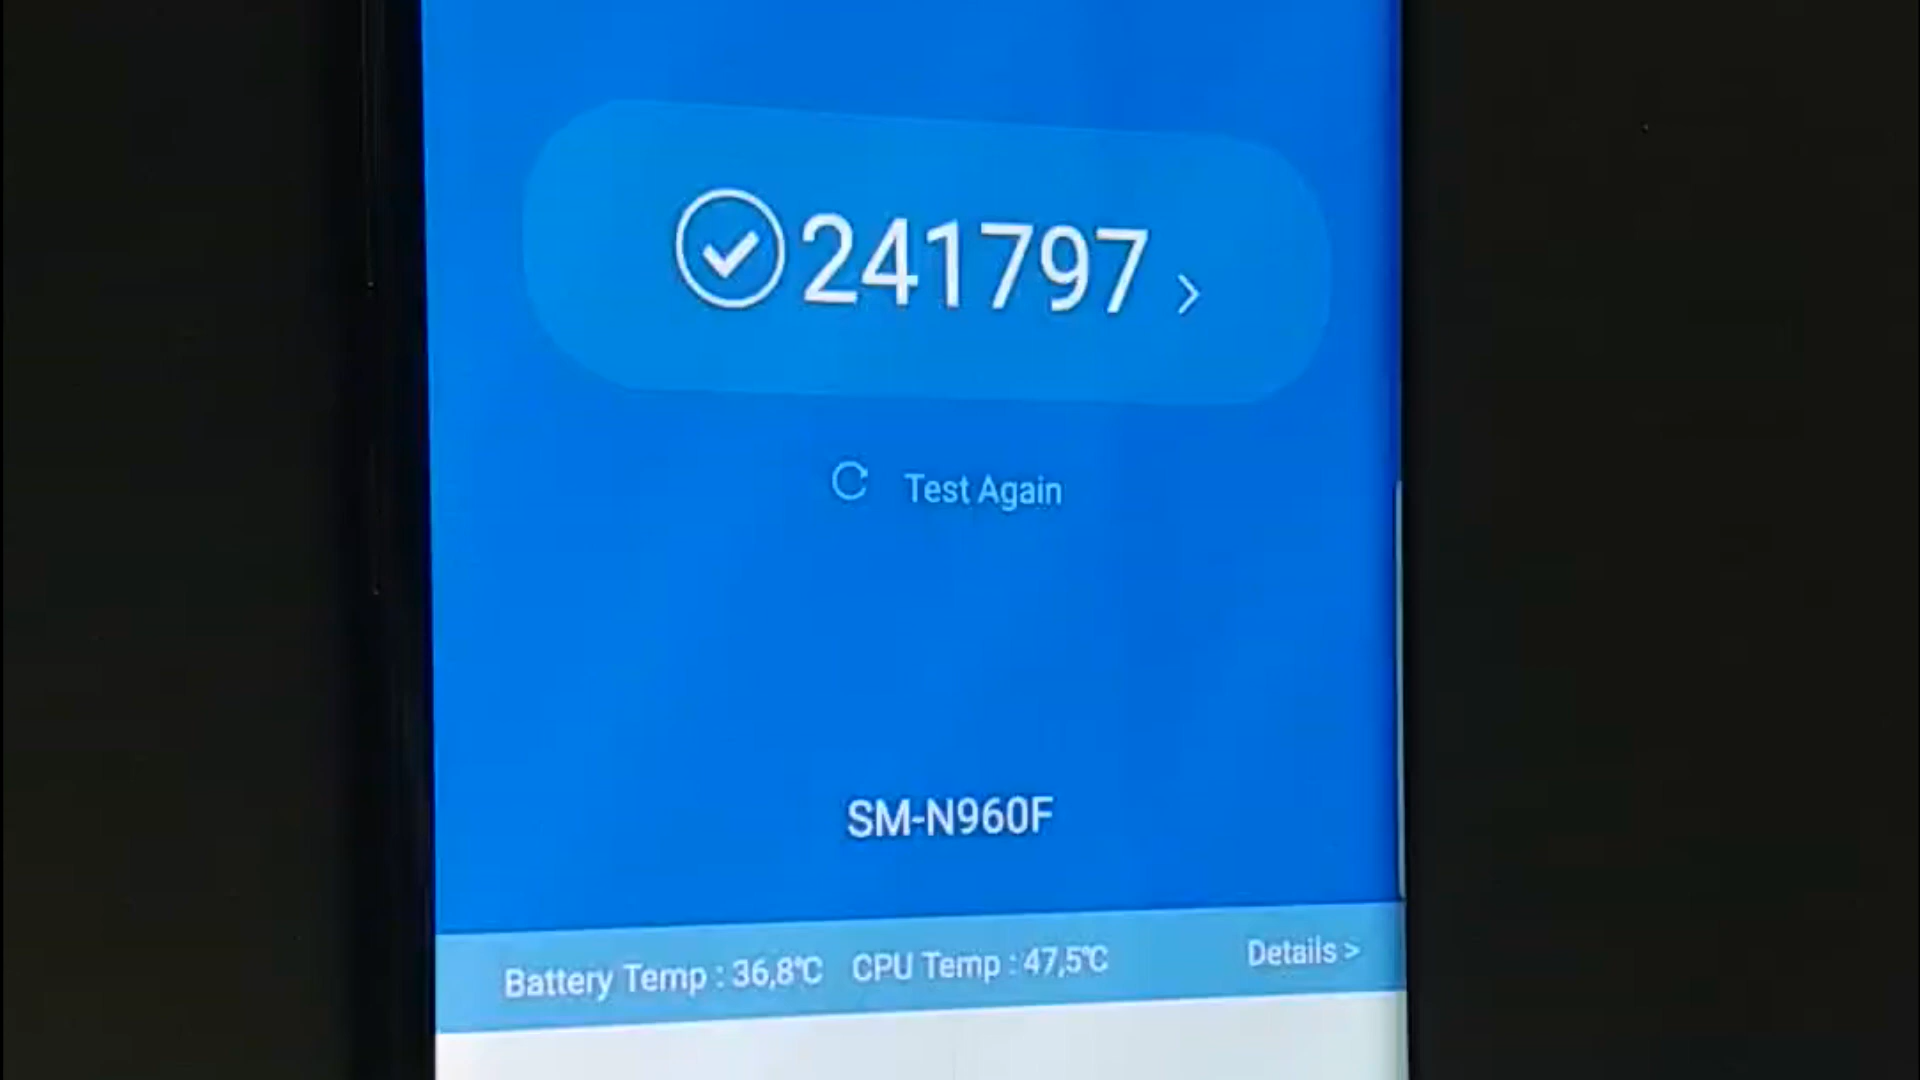 241797 >
Test Again
SM-N960F
Battery Temp : 36,8℃ CPU Temp : 47,5℃ Details >